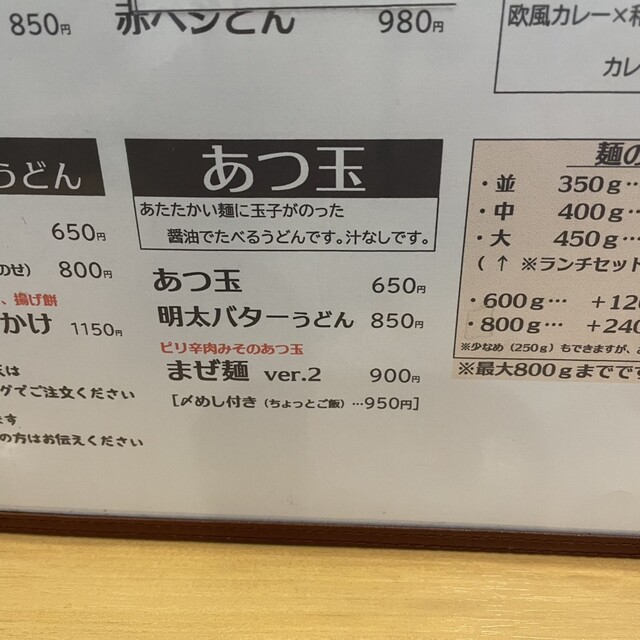 850円
赤ペンどん 980円
欧風カレー×
カレ
うどん
650円
のせ) 800円
、揚げ餅
かけ 1150円
は
グでご注文ください
ます
の方はお伝えください
あつ玉
あたたかい麺に玉子がのった
醤油でたべるうどんです。汁なしです。
あつ玉 650円
明太バターうどん 850円
ピリ辛肉みそのあつ玉
まぜ麺 ver.2 900円
[〆めし付き(ちょっとご飯)…950円]
麺の
・並 350g…
・中 400g…
・大 450g…
(↑ ※ランチセット
・600g… +120
・800g… +240
※少なめ(250g)もできますが、
※最大800gまでです